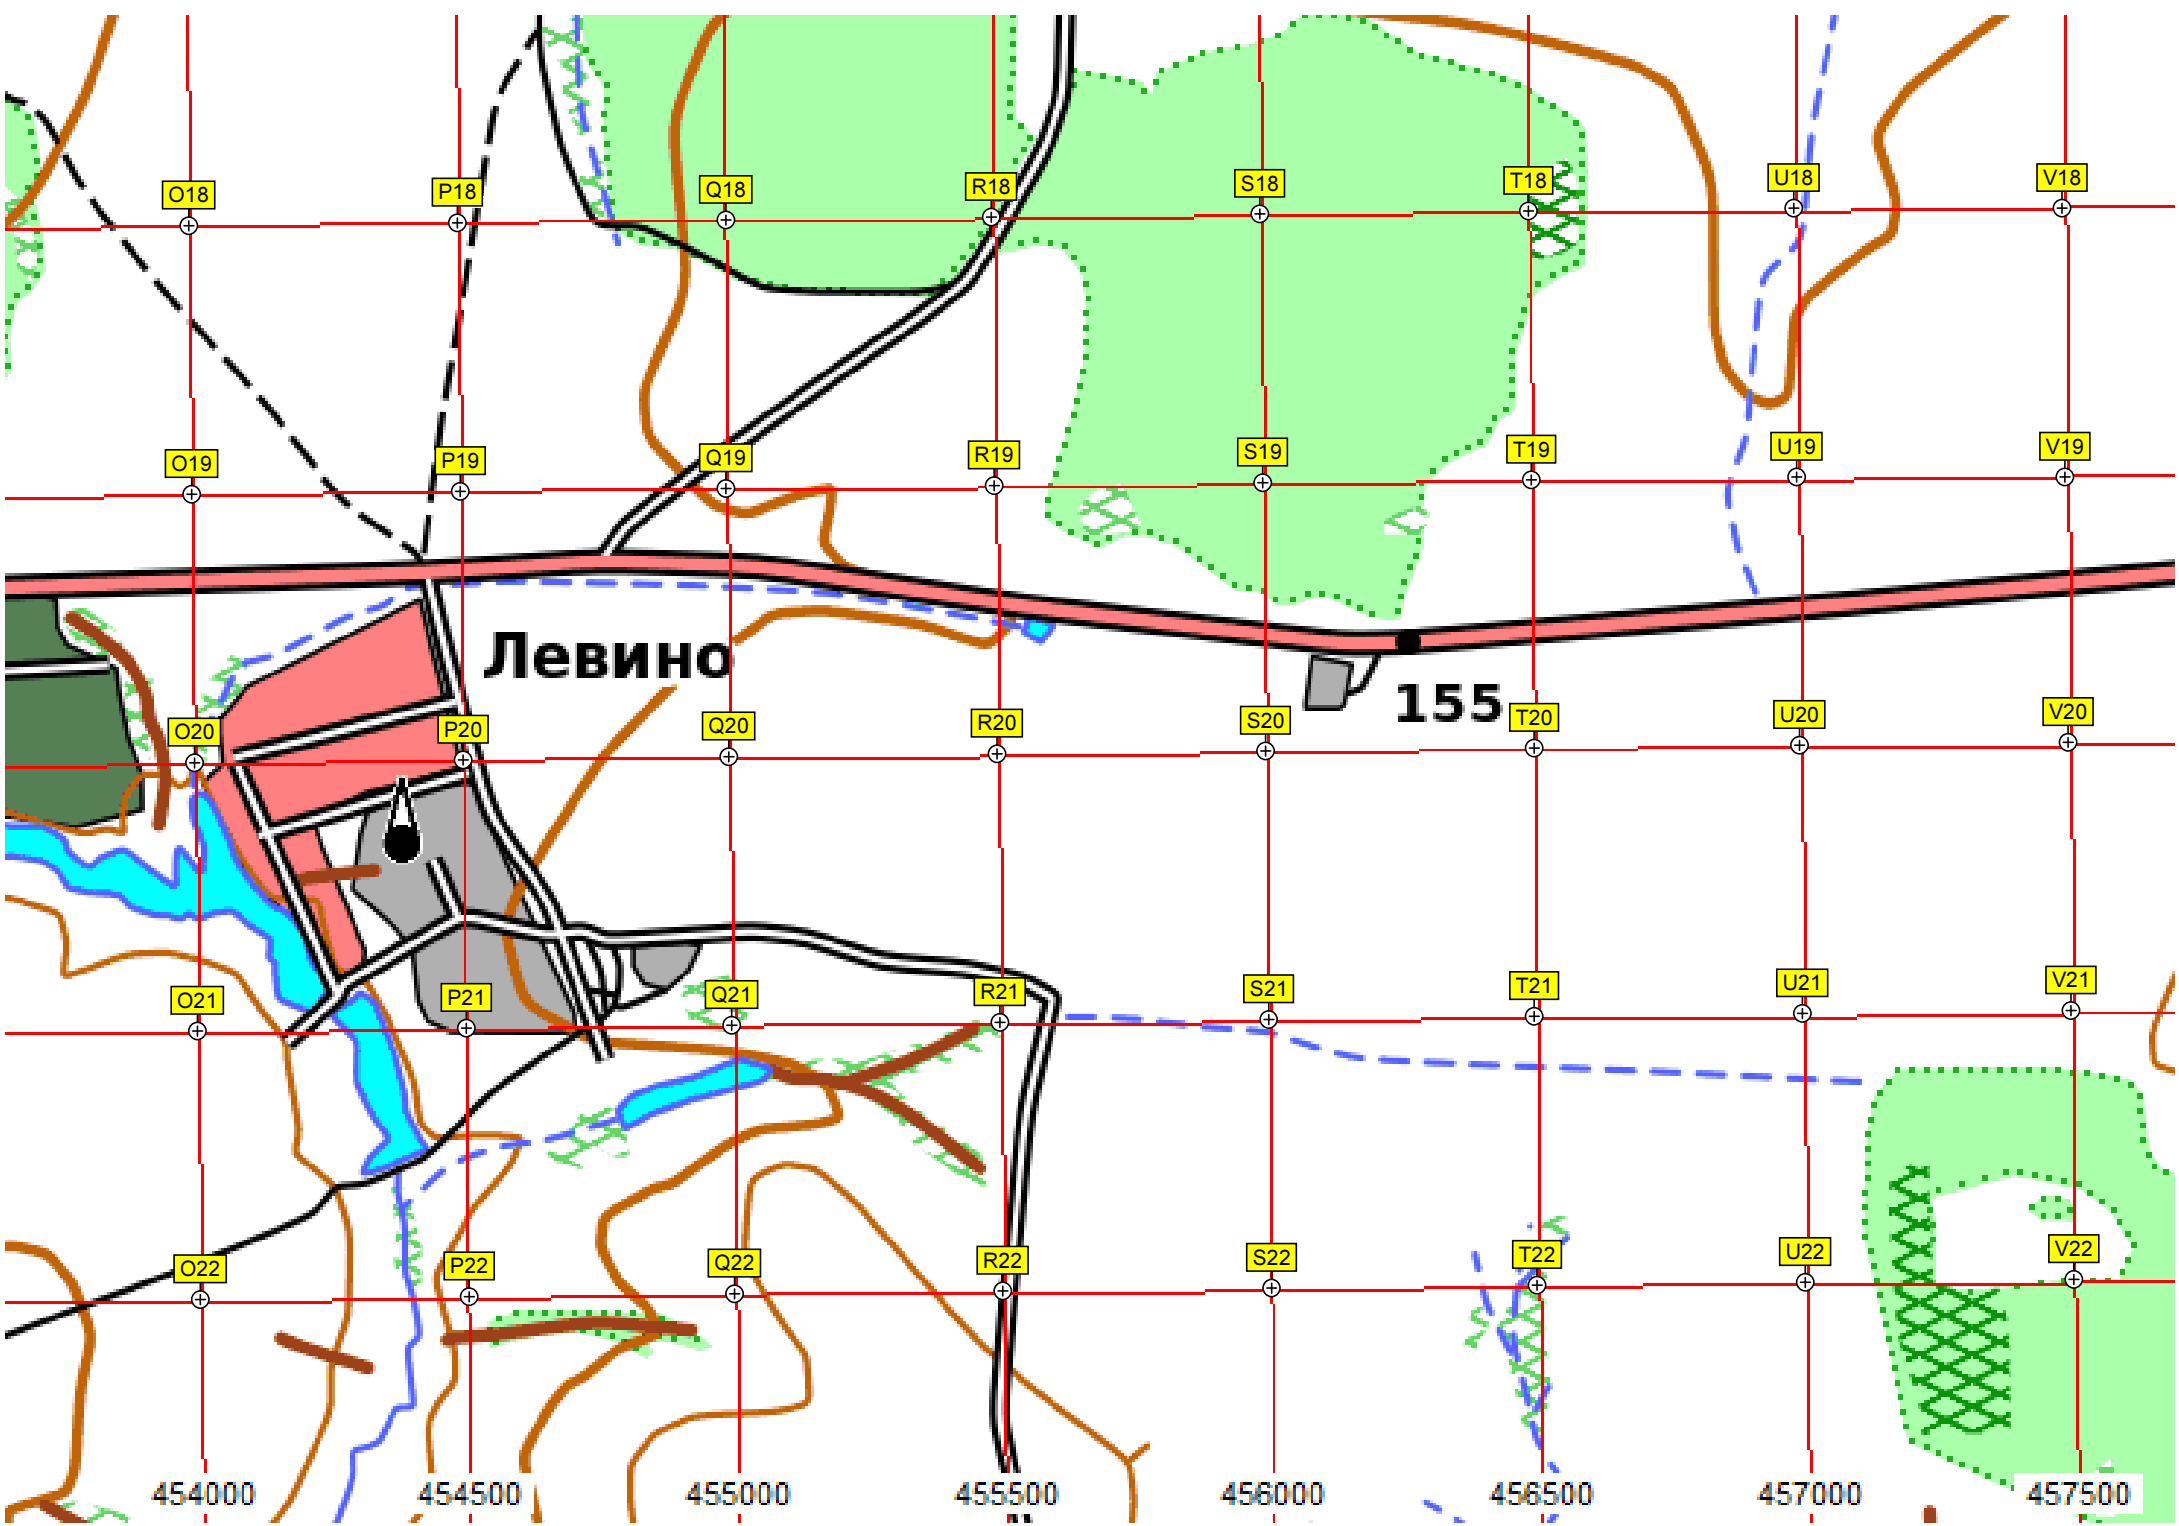 O18 P18 Q18 R18 S18 T18 U18 V18
O19 P19 Q19 R19 S19 T19 U19 V19
Левино
155
O20 P20 Q20 R20 S20 T20 U20 V20
O21 P21 Q21 R21 S21 T21 U21 V21
O22 P22 Q22 R22 S22 T22 U22 V22
454000 454500 455000 455500 456000 456500 457000 457500